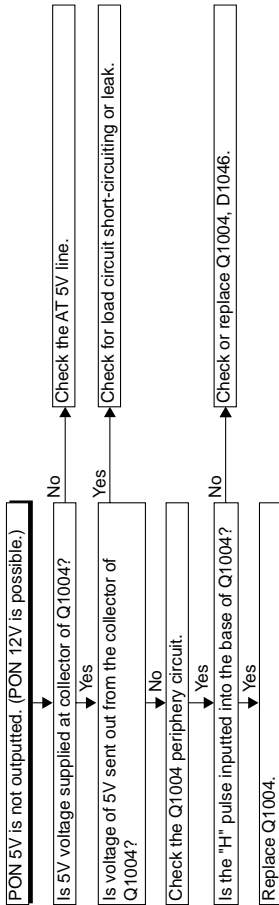 PON 5V is not outputted. (PON 12V is possible.)
Is 5V voltage supplied at collector of Q1004?
No
Check the AT 5V line.
Yes
Is voltage of 5V sent out from the collector of
Q1004?
Yes
Check for load circuit short-circuiting or leak.
No
Check the Q1004 periphery circuit.
Yes
Is the "H" pulse inputted into the base of Q1004?
No
Check or replace Q1004, D1046.
Yes
Replace Q1004.